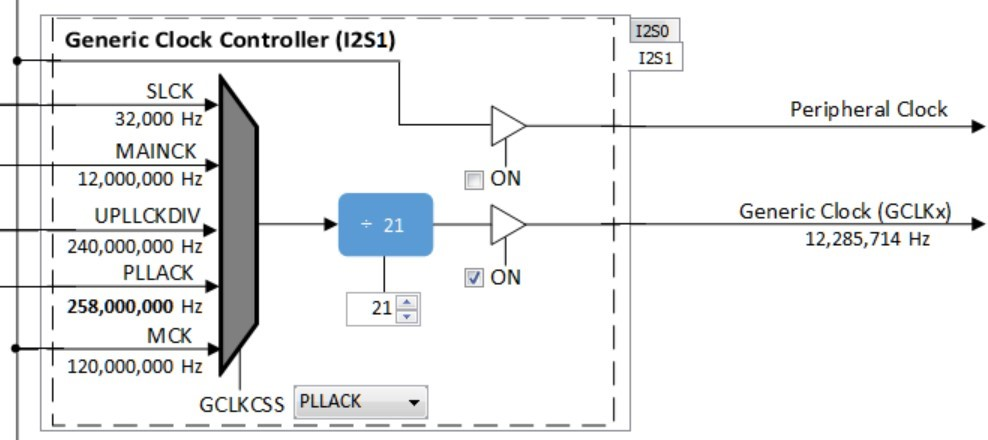 Generic Clock Controller (I2S1)
I2S0
I2S1
SLCK
32,000 Hz
MAINCK
12,000,000 Hz
UPLLCKDIV
240,000,000 Hz
PLLACK
258,000,000 Hz
MCK
120,000,000 Hz
GCLKCSS
PLLACK
÷ 21
21
ON
ON
Peripheral Clock
Generic Clock (GCLKx)
12,285,714 Hz